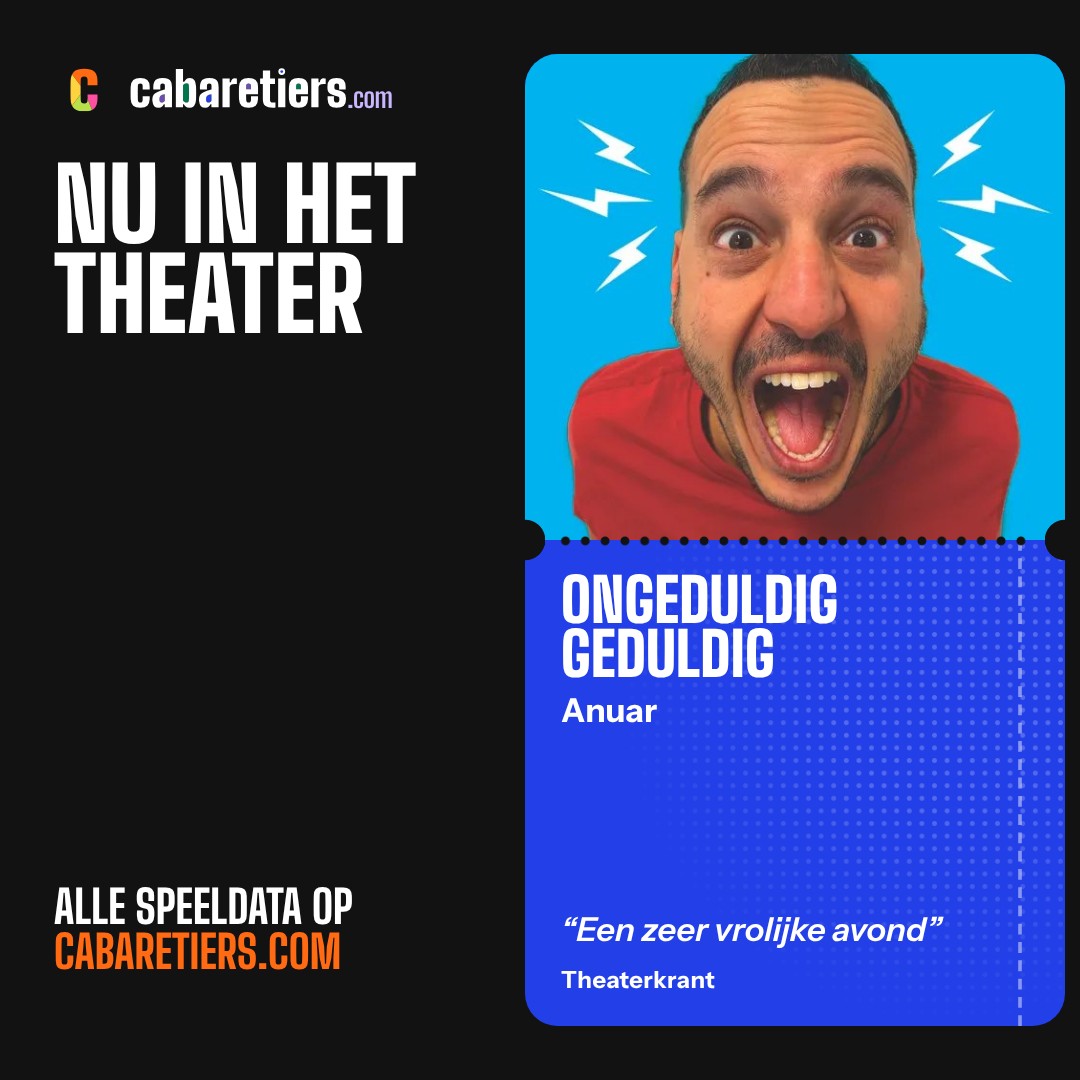 cabaretiers.com
NU IN HET
THEATER
ALLE SPEELDATA OP
CABARETIERS.COM
ONGEDULDIG
GEDULDIG
Anuar
“Een zeer vrolijke avond”
Theaterkrant